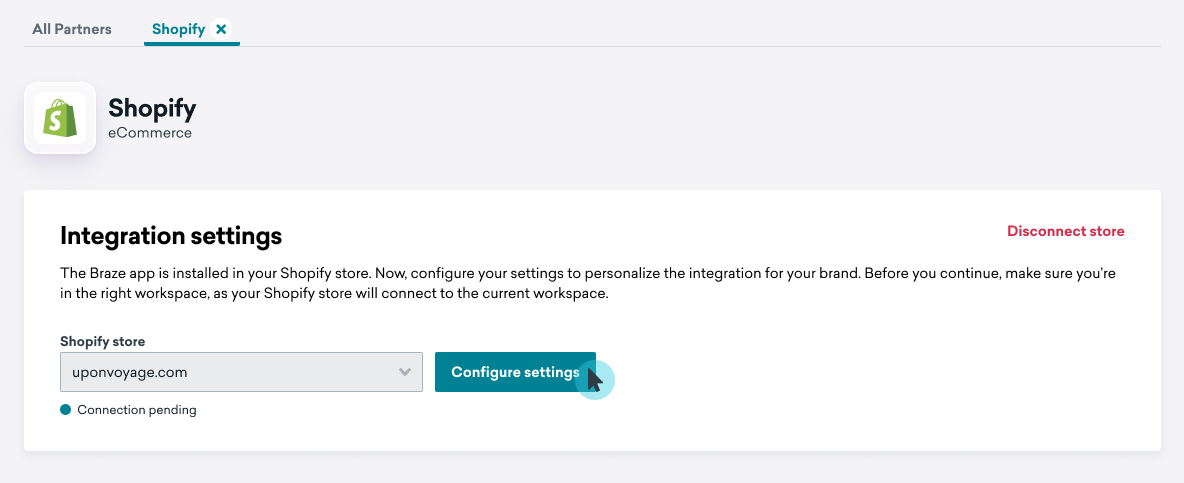 All Partners
Shopify
Shopify
eCommerce
Integration settings
Disconnect store
The Braze app is installed in your Shopify store. Now, configure your settings to personalize the integration for your brand. Before you continue, make sure you’re
in the right workspace, as your Shopify store will connect to the current workspace.
Shopify store
uponvoyage.com
Configure settings
Connection pending